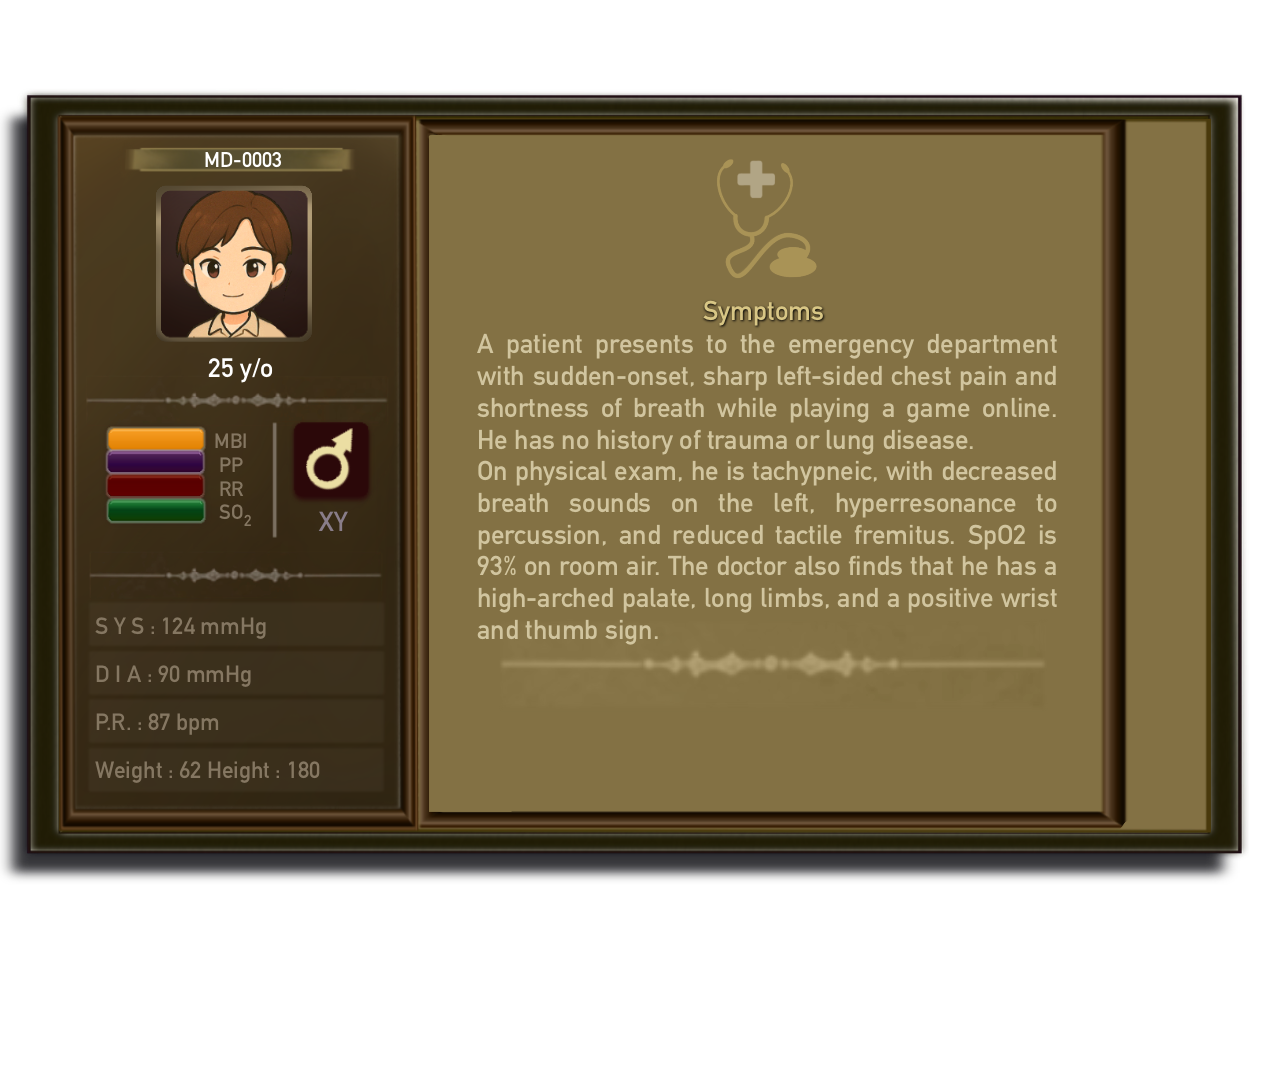 MD-0003
25 y/o
MBI
PP
RR
SO2
XY
S Y S : 124 mmHg
D I A : 90 mmHg
P.R. : 87 bpm
Weight : 62 Height : 180
Symptoms
A patient presents to the emergency department
with sudden-onset, sharp left-sided chest pain and
shortness of breath while playing a game online.
He has no history of trauma or lung disease.
On physical exam, he is tachypneic, with decreased
breath sounds on the left, hyperresonance to
percussion, and reduced tactile fremitus. SpO2 is
93% on room air. The doctor also finds that he has a
high-arched palate, long limbs, and a positive wrist
and thumb sign.